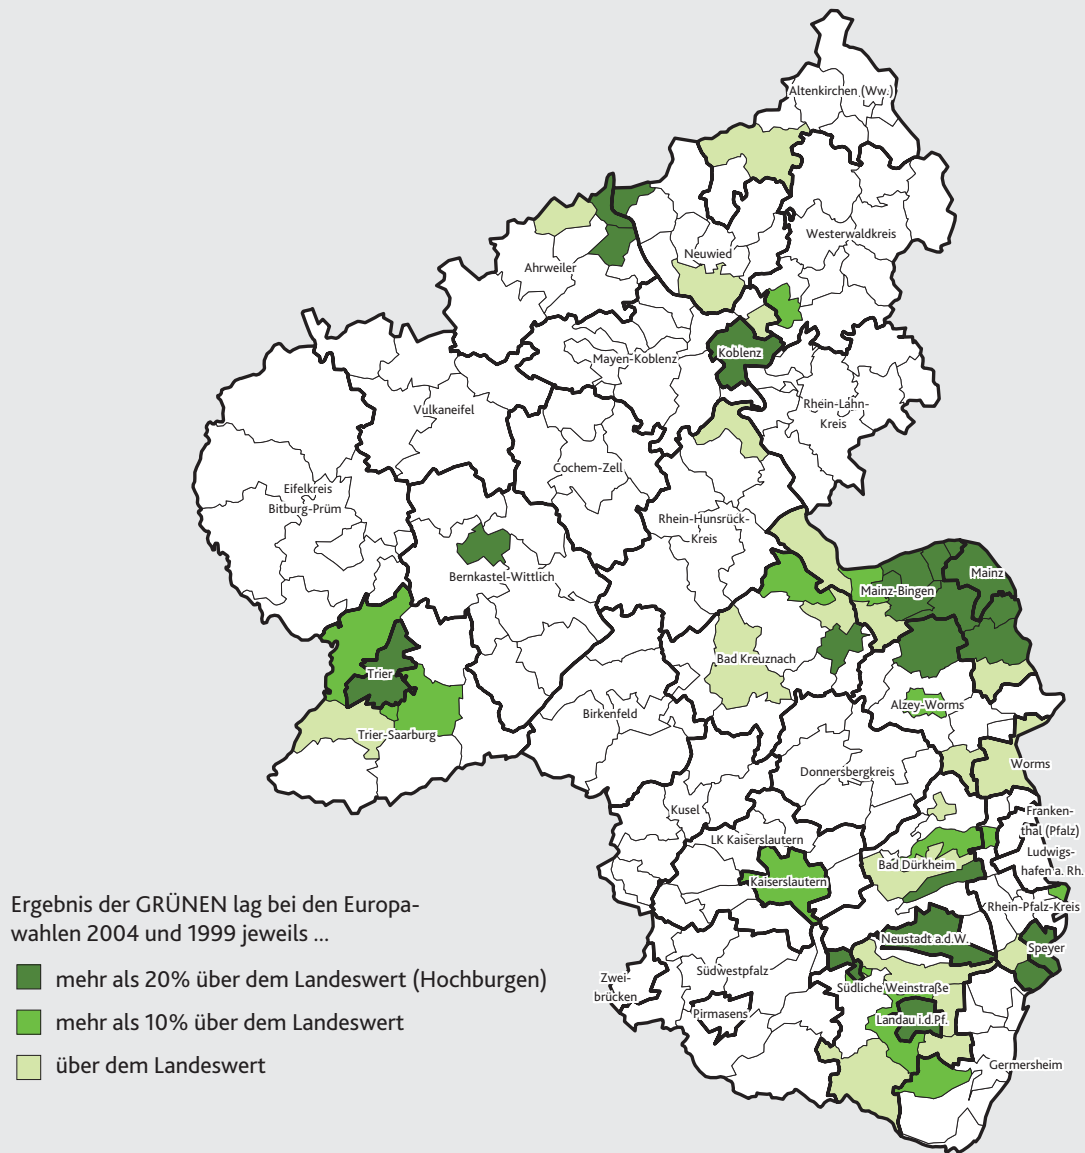 Altenkirchen (Ww.)
Westerwaldkreis
Neuwied
Ahrweiler
Koblenz
Mayen-Koblenz
Rhein-Lahn-
Kreis
Vulkaneifel
Cochem-Zell
Eifelkreis
Bitburg-Prüm
Rhein-Hunsrück-
Kreis
Bernkastel-Wittlich
Mainz
Mainz-Bingen
Bad Kreuznach
Trier
Alzey-Worms
Birkenfeld
Trier-Saarburg
Worms
Donnersbergkreis
Kusel
Franken-
thal (Pfalz)
LK Kaiserslautern
Ludwigs-
hafen a. Rh.
Bad Dürkheim
Kaiserslautern
Rhein-Pfalz-Kreis
Neustadt a.d.W.
Speyer
Südwestpfalz
Zwei-
brücken
Südliche Weinstraße
Pirmasens
Landau i.d.Pf.
Germersheim
Ergebnis der GRÜNEN lag bei den Europa-
wahlen 2004 und 1999 jeweils ...
mehr als 20% über dem Landeswert (Hochburgen)
mehr als 10% über dem Landeswert
über dem Landeswert